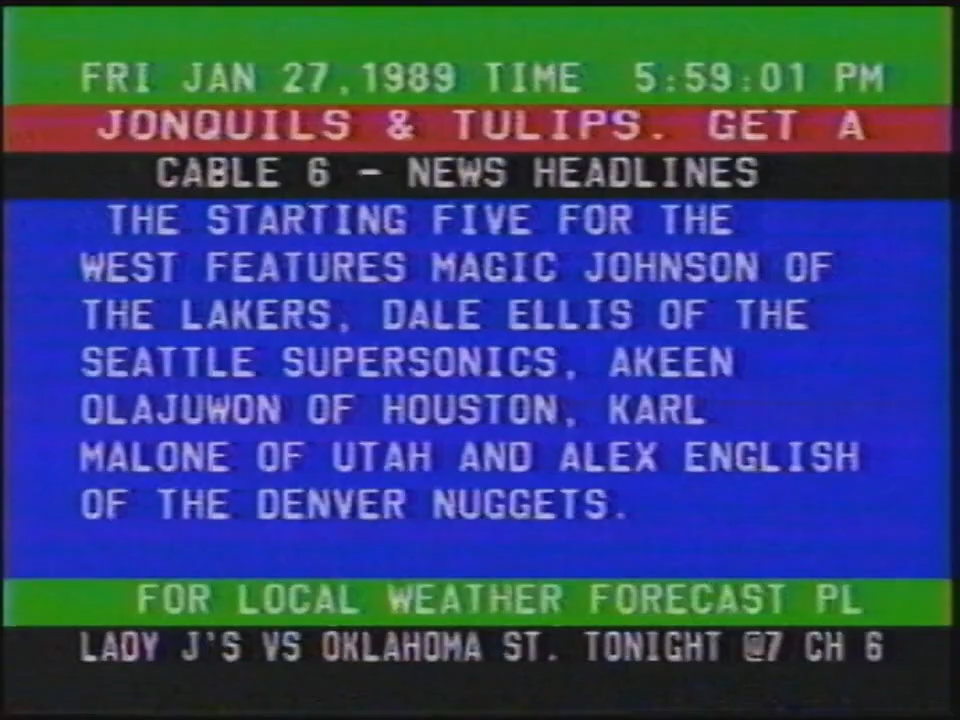 FRI JAN 27,1989 TIME 5:59:01 PM
JONQUILS & TULIPS. GET A
CABLE 6 - NEWS HEADLINES
THE STARTING FIVE FOR THE
WEST FEATURES MAGIC JOHNSON OF
THE LAKERS, DALE ELLIS OF THE
SEATTLE SUPERSONICS, AKEEN
OLAJUWON OF HOUSTON, KARL
MALONE OF UTAH AND ALEX ENGLISH
OF THE DENVER NUGGETS.
FOR LOCAL WEATHER FORECAST PL
LADY J'S VS OKLAHOMA ST. TONIGHT @7 CH 6